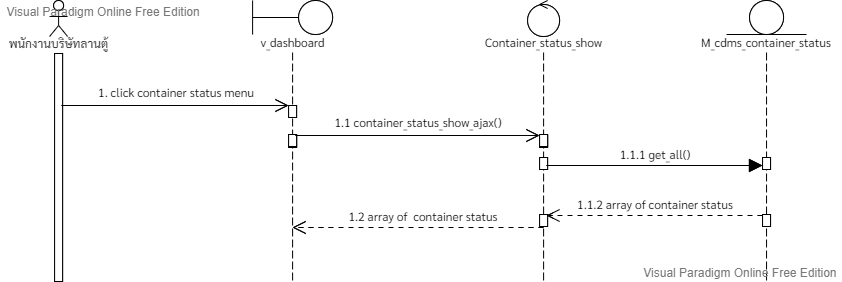 Visual Paradigm Online Free Edition
พนักงานบริษัทลานตู้
v_dashboard
Container_status_show
M_cdms_container_status
1. click container status menu
1.1 container_status_show_ajax()
1.1.1 get_all()
1.1.2 array of container status
1.2 array of  container status
Visual Paradigm Online Free Edition